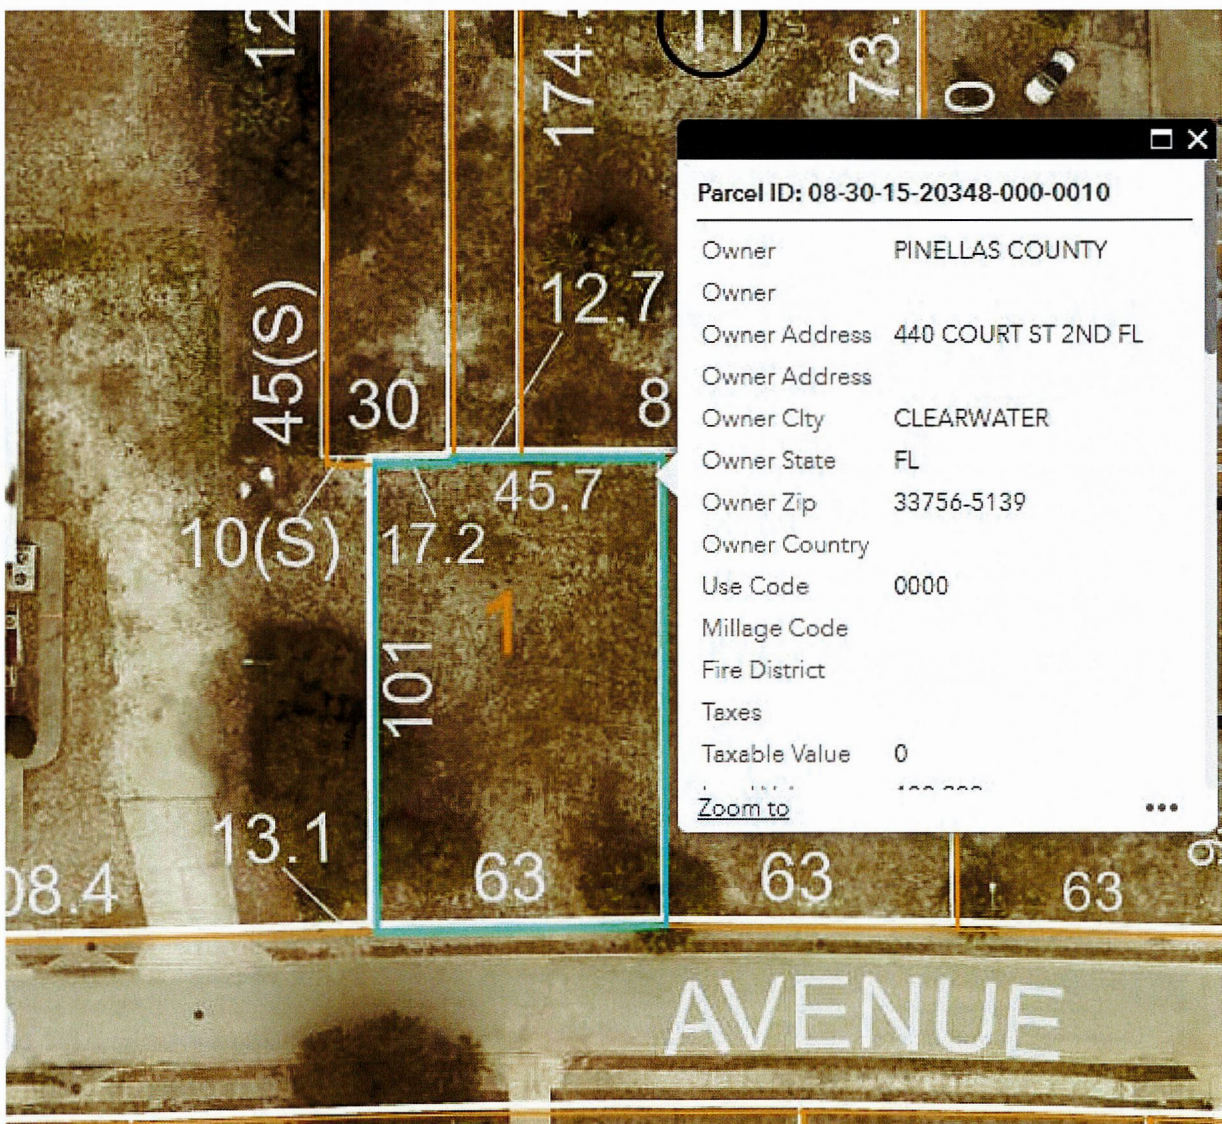 174.
11
73.
0
45(S)
30
12.7
8
10(S)
17.2
45.7
1
101
13.1
08.4
63
63
63
AVENUE
Parcel ID: 08-30-15-20348-000-0010
Owner PINELLAS COUNTY
Owner
Owner Address 440 COURT ST 2ND FL
Owner Address
Owner City CLEARWATER
Owner State FL
Owner Zip 33756-5139
Owner Country
Use Code 0000
Millage Code
Fire District
Taxes
Taxable Value 0
Zoom to